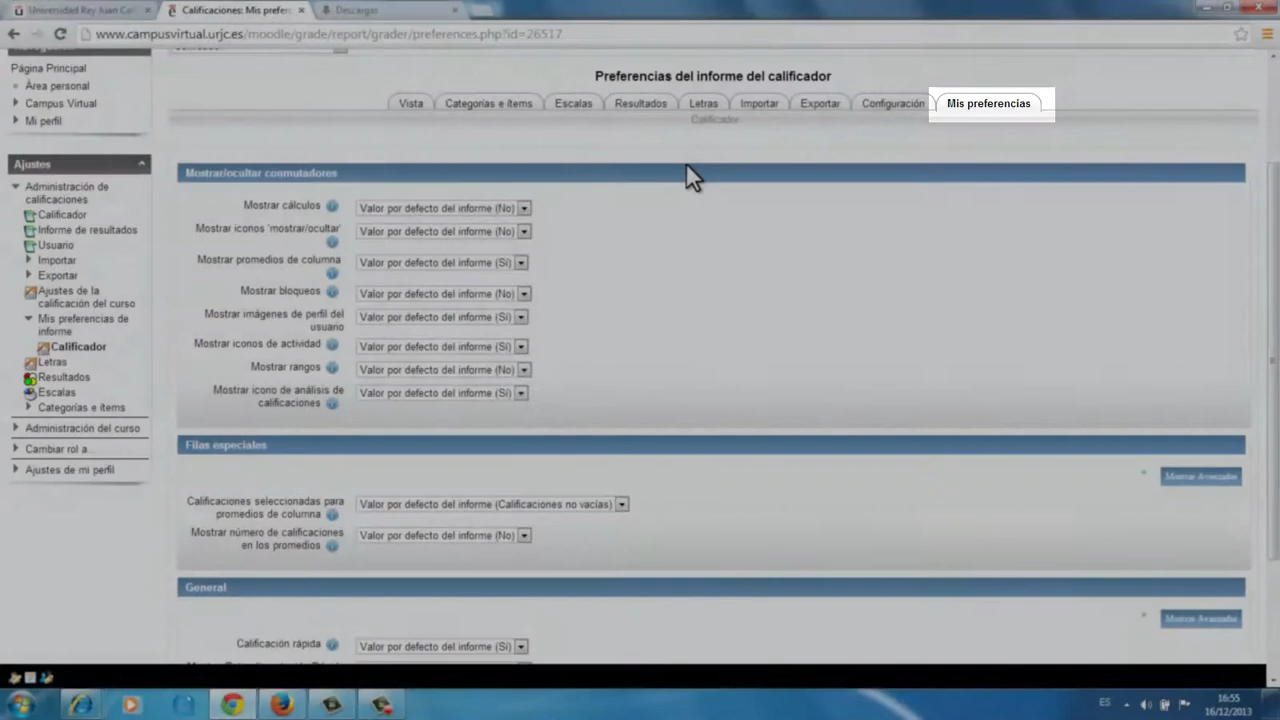 Universidad Rey Juan Ca
Calificaciones: Mis prefere
Descargas
www.campusvirtual.urjc.es/moodle/grade/report/grader/preferences.php?id=26517
Página Principal
Área personal
Campus Virtual
Mi perfil
Ajustes
Administración de
calificaciones
Calificador
Informe de resultados
Usuario
Importar
Exportar
Ajustes de la
calificación del curso
Mis preferencias de
informe
Calificador
Letras
Resultados
Escalas
Categorías e ítems
Administración del curso
Cambiar rol a...
Ajustes de mi perfil
Preferencias del informe del calificador
Vista Categorías e ítems Escalas Resultados Letras Importar Exportar Configuración Mis preferencias
Calificador
Mostrar/ocultar conmutadores
Mostrar cálculos Valor por defecto del informe (No)
Mostrar iconos 'mostrar/ocultar' Valor por defecto del informe (No)
Mostrar promedios de columna Valor por defecto del informe (Sí)
Mostrar bloqueos Valor por defecto del informe (No)
Mostrar imágenes de perfil del
usuario Valor por defecto del informe (Sí)
Mostrar iconos de actividad Valor por defecto del informe (Sí)
Mostrar rangos Valor por defecto del informe (No)
Mostrar icono de análisis de
calificaciones Valor por defecto del informe (Sí)
Filas especiales
Mostrar Avanzadas
Calificaciones seleccionadas para
promedios de columna Valor por defecto del informe (Calificaciones no vacías)
Mostrar número de calificaciones
en los promedios Valor por defecto del informe (No)
General
Mostrar Avanzadas
Calificación rápida Valor por defecto del informe (Sí)
ES
16:55
16/12/2013